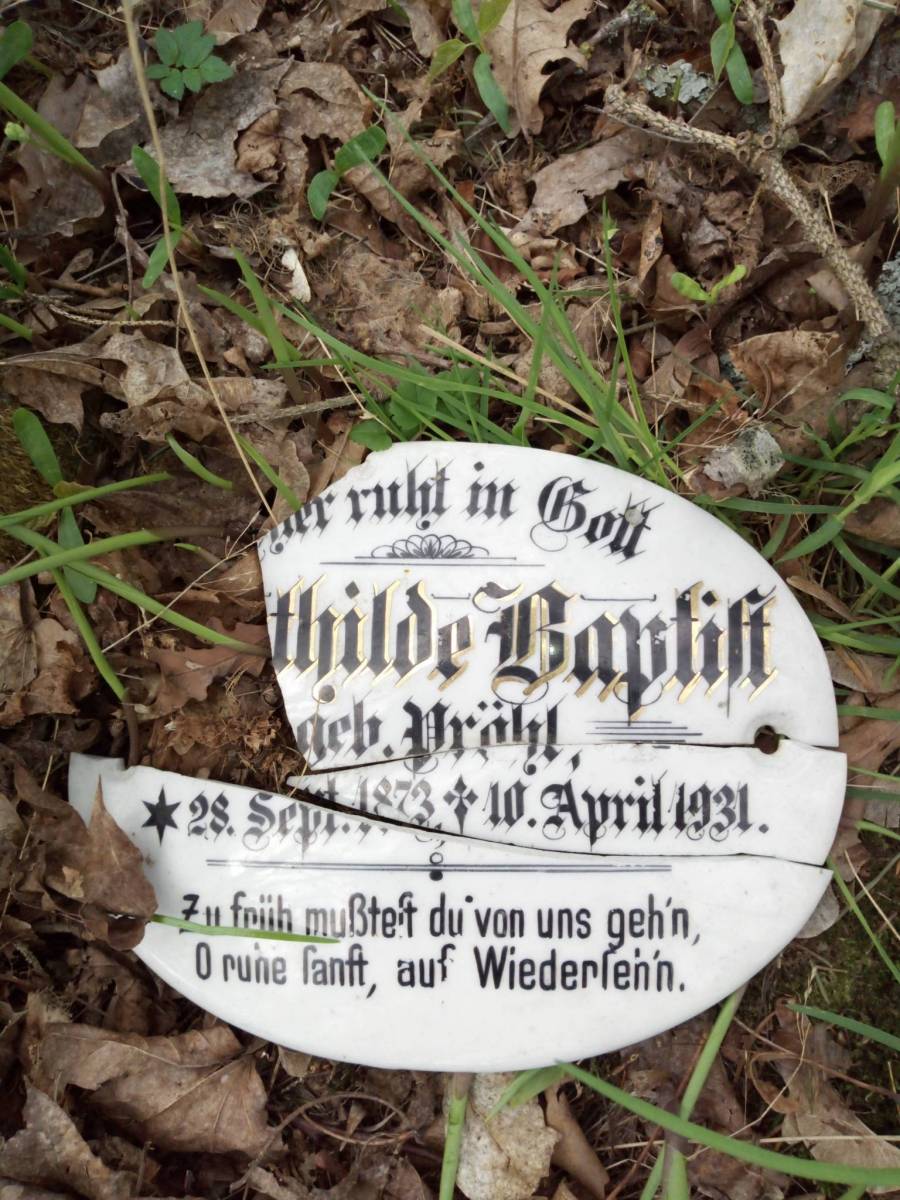 hier ruht in Gott
thilde Baptist
geb. Pröhl,
* 28. Sept. 1873 ✝ 10. April 1931.
Zu früh mußteſt du von uns geh'n,
O ruhe ſanft, auf Wiederſeh'n.